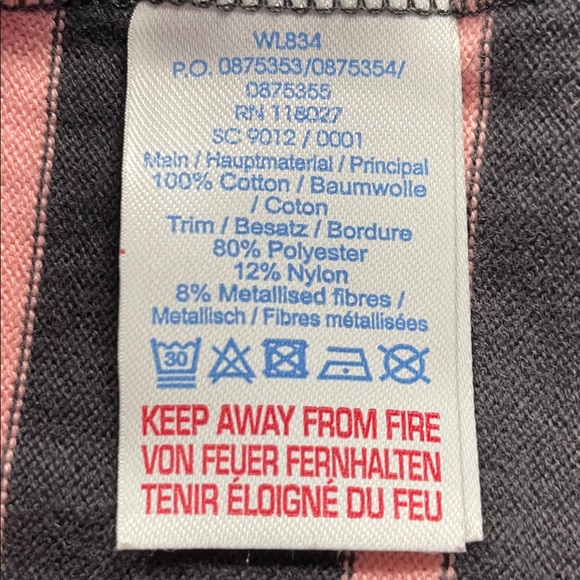 WL834
P.O. 0875353/0875354/
0875355
RN 118027
SC 9012 / 0001
Main / Hauptmaterial / Principal
100% Cotton / Baumwolle
/ Coton
Trim / Besatz / Bordure
80% Polyester
12% Nylon
8% Metallised fibres /
Metallisch / Fibres métallisées
30
KEEP AWAY FROM FIRE
VON FEUER FERNHALTEN
TENIR ÉLOIGNÉ DU FEU